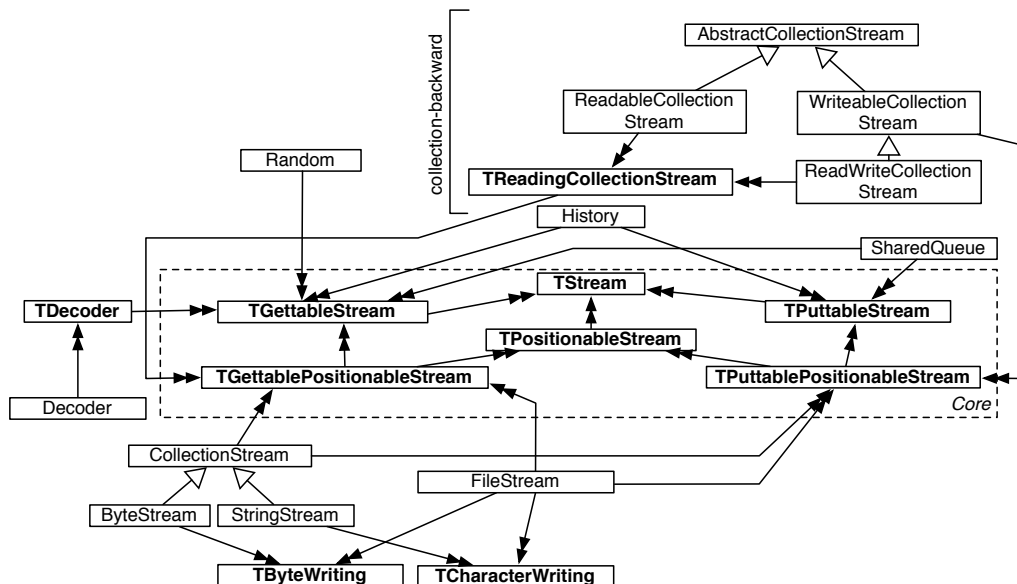 AbstractCollectionStream
collection-backward
ReadableCollection
Stream
WriteableCollection
Stream
Random
TReadingCollectionStream
ReadWriteCollection
Stream
History
SharedQueue
TStream
TDecoder
TGettableStream
TPuttableStream
TPositionableStream
TGettablePositionableStream
TPuttablePositionableStream
Decoder
Core
CollectionStream
FileStream
ByteStream
StringStream
TByteWriting
TCharacterWriting